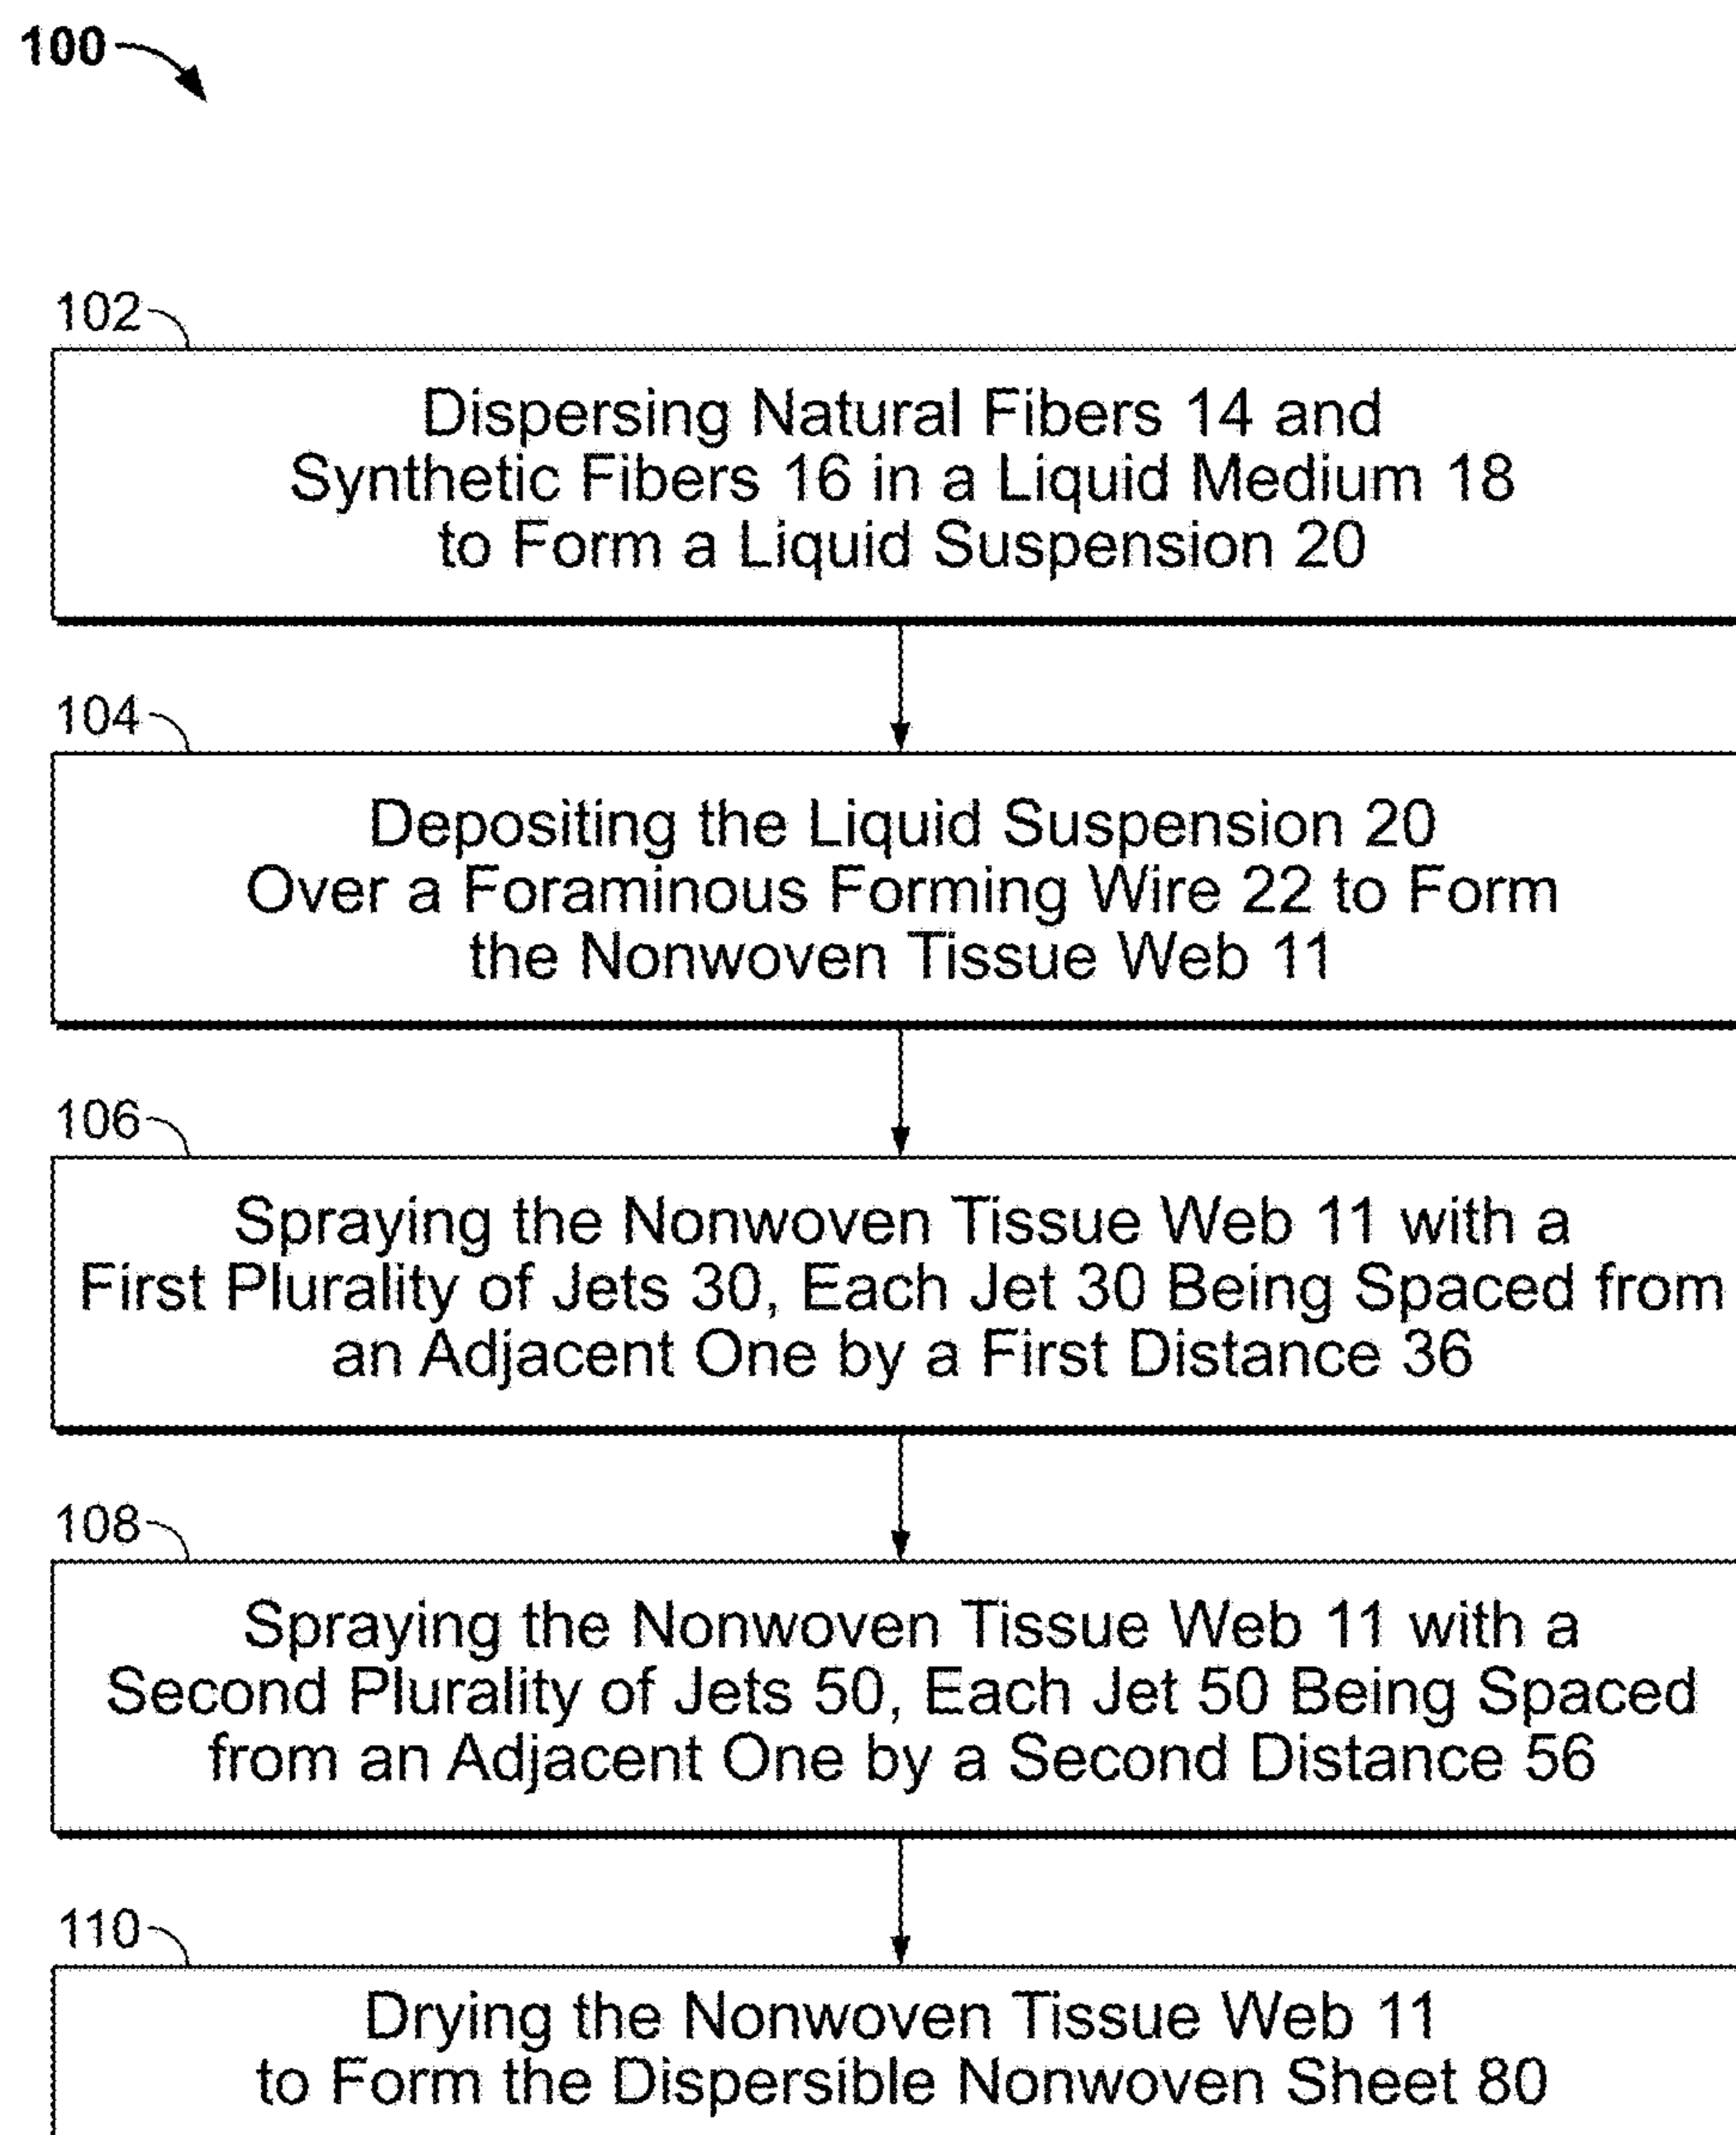 100
102
Dispersing Natural Fibers 14 and
Synthetic Fibers 16 in a Liquid Medium 18
to Form a Liquid Suspension 20
104
Depositing the Liquid Suspension 20
Over a Foraminous Forming Wire 22 to Form
the Nonwoven Tissue Web 11
106
Spraying the Nonwoven Tissue Web 11 with a
First Plurality of Jets 30, Each Jet 30 Being Spaced from
an Adjacent One by a First Distance 36
108
Spraying the Nonwoven Tissue Web 11 with a
Second Plurality of Jets 50, Each Jet 50 Being Spaced
from an Adjacent One by a Second Distance 56
110
Drying the Nonwoven Tissue Web 11
to Form the Dispersible Nonwoven Sheet 80